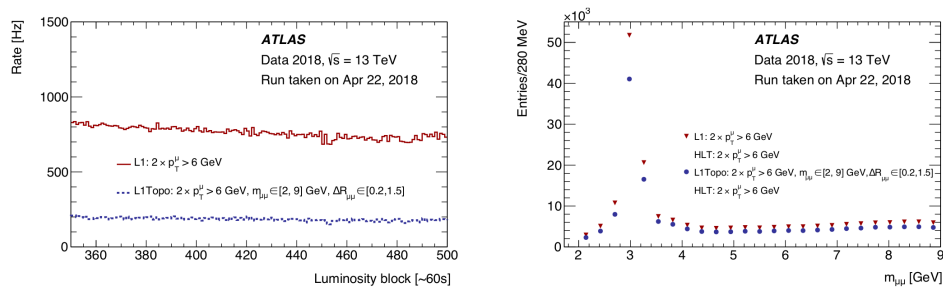 1500
1000
500
0
Rate [Hz]
ATLAS
Data 2018, √s = 13 TeV
Run taken on Apr 22, 2018
L1: 2× p_T^μ > 6 GeV
L1Topo: 2× p_T^μ > 6 GeV, m_μμ ∈ [2, 9] GeV, ΔR_μμ ∈ [0.2,1.5]
360 380 400 420 440 460 480 500
Luminosity block [~60s]
×10³
50
40
30
20
10
0
Entries/280 MeV
ATLAS
Data 2018, √s = 13 TeV
Run taken on Apr 22, 2018
L1: 2× p_T^μ > 6 GeV
HLT: 2× p_T^μ > 6 GeV
L1Topo: 2× p_T^μ > 6 GeV, m_μμ ∈ [2, 9] GeV, ΔR_μμ ∈ [0.2,1.5]
HLT: 2× p_T^μ > 6 GeV
2 3 4 5 6 7 8 9
m_μμ [GeV]